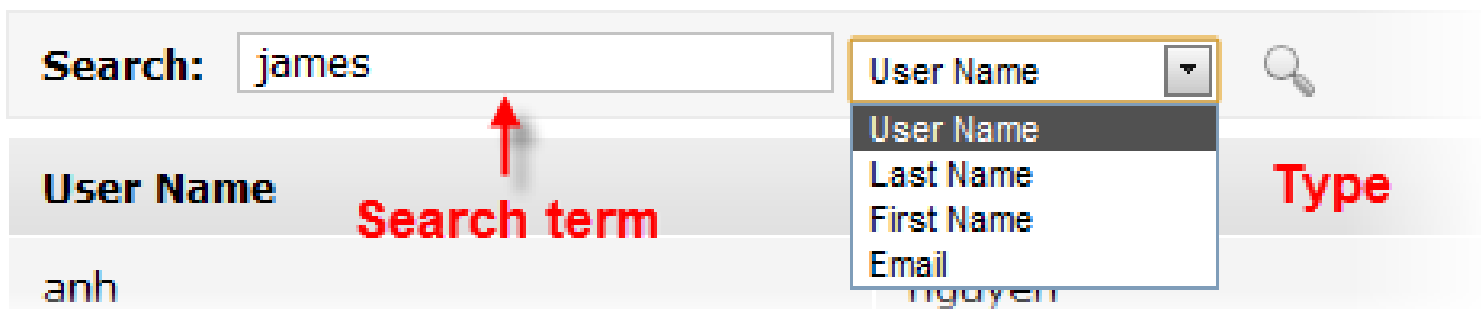 Search: james User Name
User Name
Last Name
First Name
Email
User Name
Type
Search term
anh nguyen